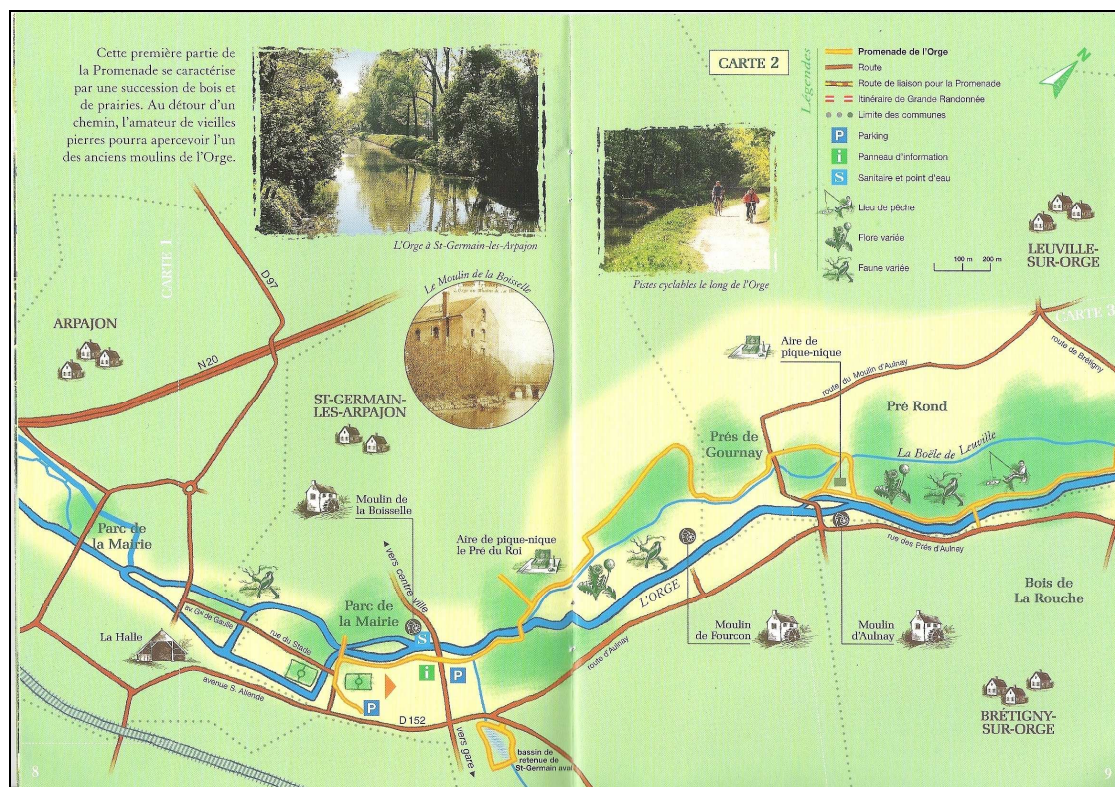 Cette première partie de
la Promenade se caractérise
par une succession de bois et
de prairies. Au détour d'un
chemin, l'amateur de vieilles
pierres pourra apercevoir l'un
des anciens moulins de l'Orge.
L'Orge à St-Germain-les-Arpajon
CARTE 2
Pistes cyclables le long de l'Orge
Légendes
Promenade de l'Orge
Route
Route de liaison pour la Promenade
Itinéraire de Grande Randonnée
Limite des communes
P Parking
i Panneau d'information
S Sanitaire et point d'eau
Lieu de pêche
Flore variée
Faune variée
100 m 200 m
N
LEUVILLE-
SUR-ORGE
CARTE 1
D 97
Le Moulin de la Boisselle
ARPAJON
N20
ST-GERMAIN-
LES-ARPAJON
CARTE 3
route de Brétigny
Aire de
pique-nique
route du Moulin d'Aulnay
Pré Rond
Prés de
Gournay
La Boële de Leuville
Moulin de
la Boisselle
Parc de
la Mairie
Aire de pique-nique
le Pré du Roi
vers centre ville
rue des Prés d'Aulnay
L'ORGE
Bois de
La Rouche
Parc de
la Mairie
av. Gal de Gaulle
rue du Stade
La Halle
S
Moulin
de Fourcon
Moulin
d'Aulnay
route d'Aulnay
i
P
P
avenue S. Allende
D 152
BRÉTIGNY-
SUR-ORGE
vers gare
bassin de
retenue de
St-Germain aval
8
9